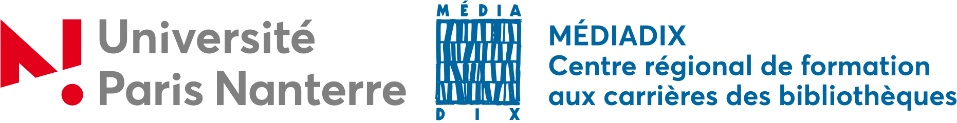 Université
Paris Nanterre
MÉDIA
DIX
MÉDIADIX
Centre régional de formation
aux carrières des bibliothèques